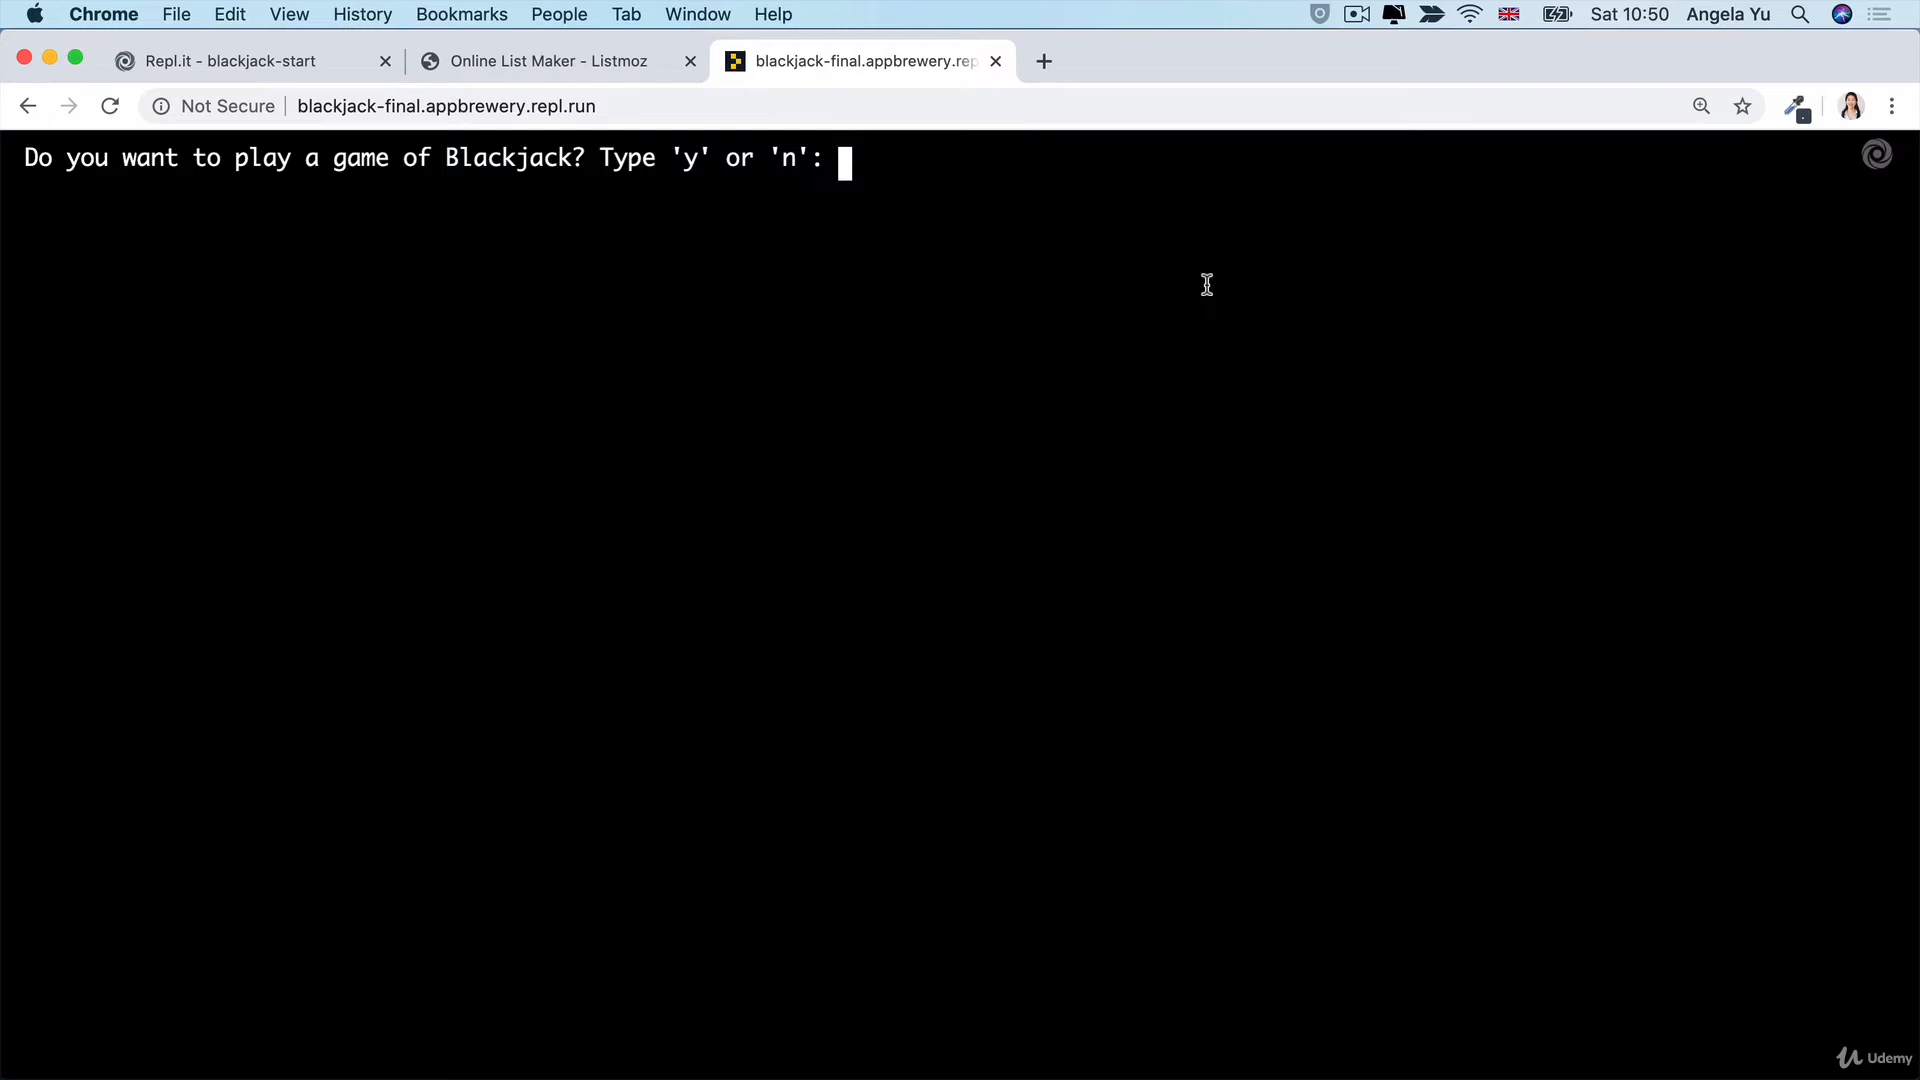 Chrome File Edit View History Bookmarks People Tab Window Help Sat 10:50 Angela Yu
Repl.it - blackjack-start Online List Maker - Listmoz blackjack-final.appbrewery.rep
Not Secure blackjack-final.appbrewery.repl.run
Do you want to play a game of Blackjack? Type 'y' or 'n':
Udemy